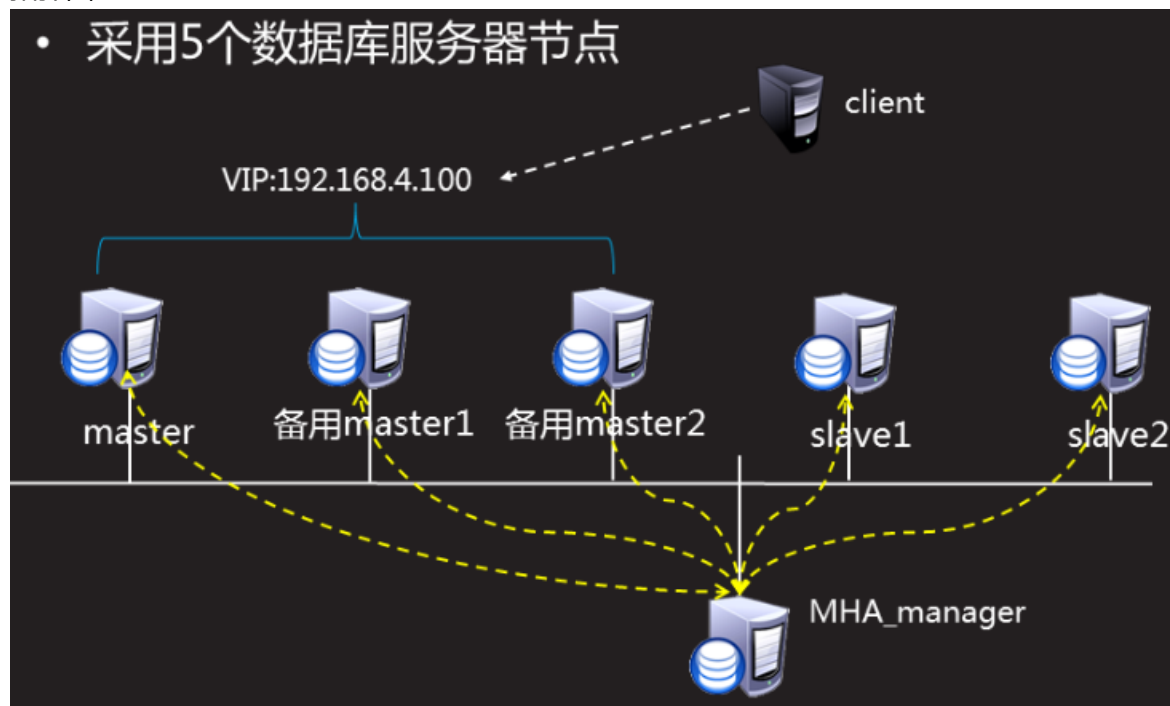 • 采用5个数据库服务器节点
client
VIP:192.168.4.100
master
备用master1
备用master2
slave1
slave2
MHA_manager